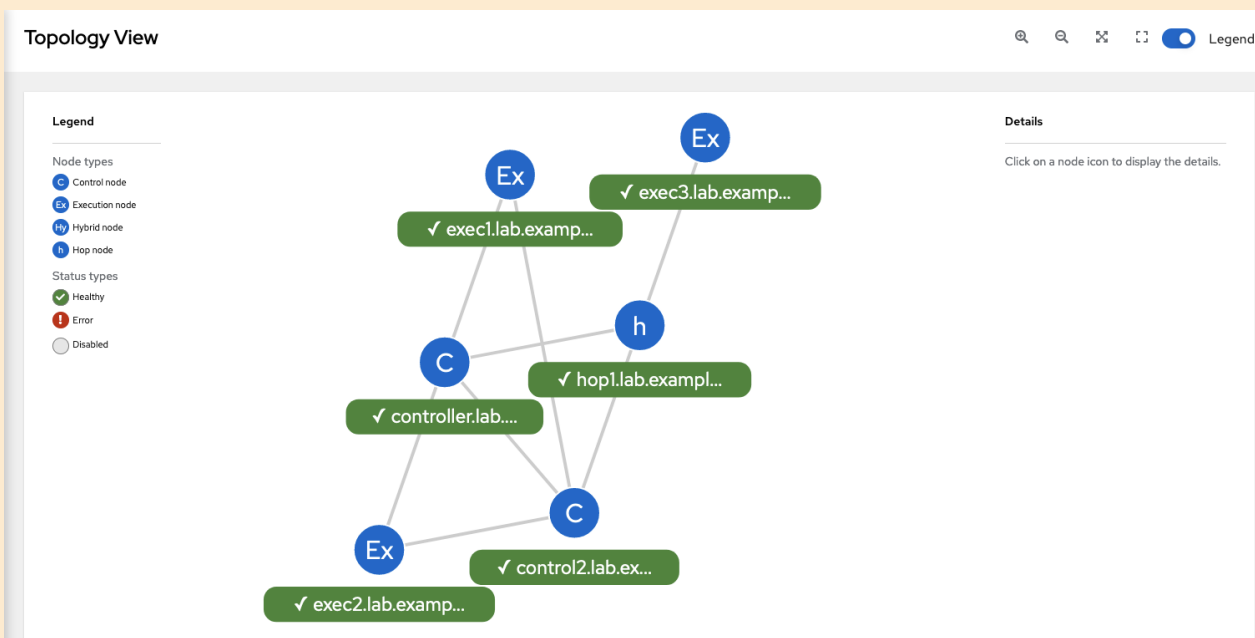 Topology View
Legend
Legend
Node types
C Control node
Ex Execution node
Hy Hybrid node
h Hop node
Status types
Healthy
! Error
Disabled
Ex
✓ exec3.lab.examp...
Ex
✓ exec1.lab.examp...
h
✓ hop1.lab.exampl...
C
✓ controller.lab....
C
✓ control2.lab.ex...
Ex
✓ exec2.lab.examp...
Details
Click on a node icon to display the details.